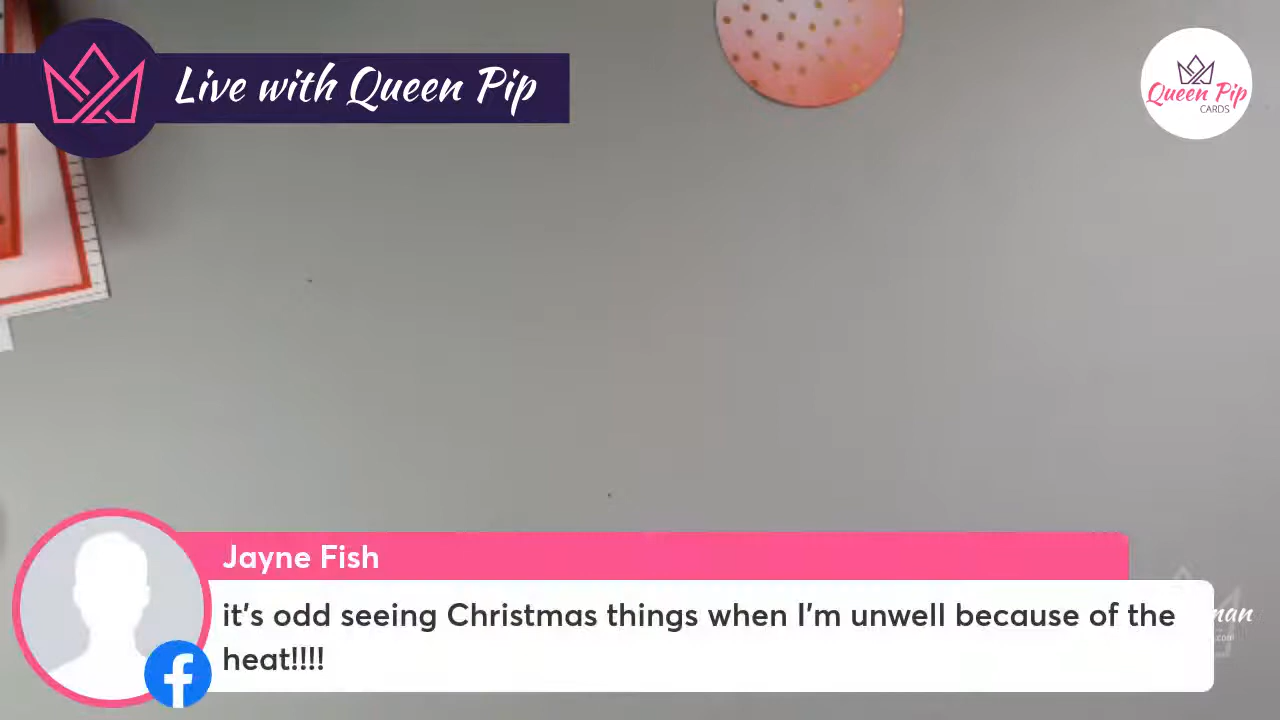 Live with Queen Pip
Queen Pip
CARDS
Jayne Fish
it's odd seeing Christmas things when I'm unwell because of the
heat!!!!